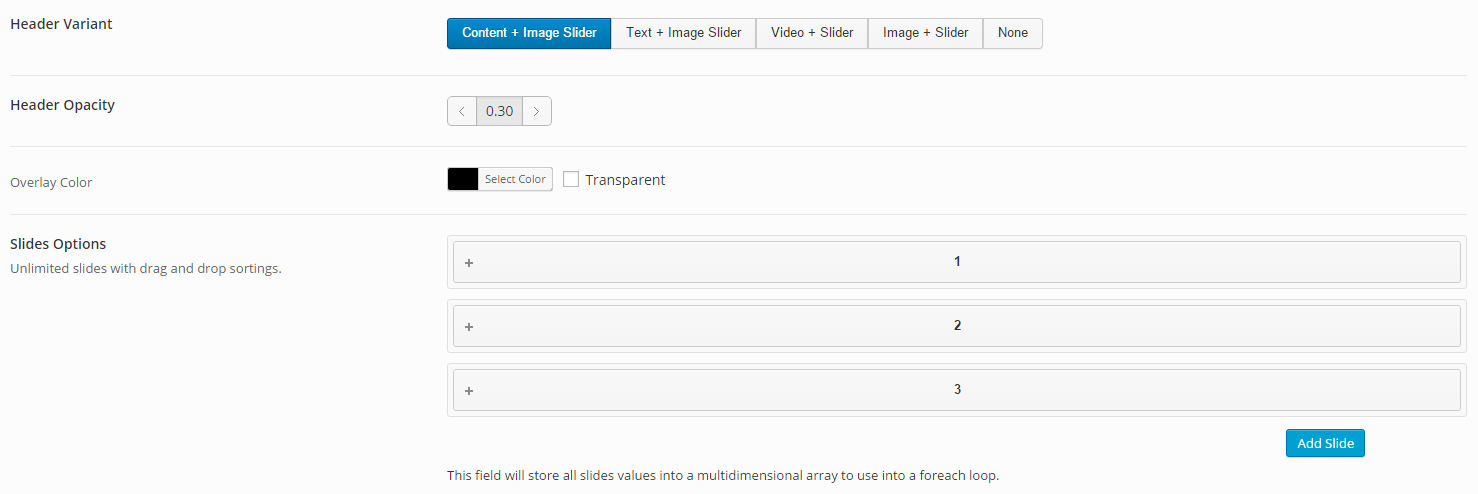 Header Variant
Content + Image Slider Text + Image Slider Video + Slider Image + Slider None
Header Opacity
0.30
Overlay Color
Select Color Transparent
Slides Options
Unlimited slides with drag and drop sortings.
+ 1
+ 2
+ 3
Add Slide
This field will store all slides values into a multidimensional array to use into a foreach loop.